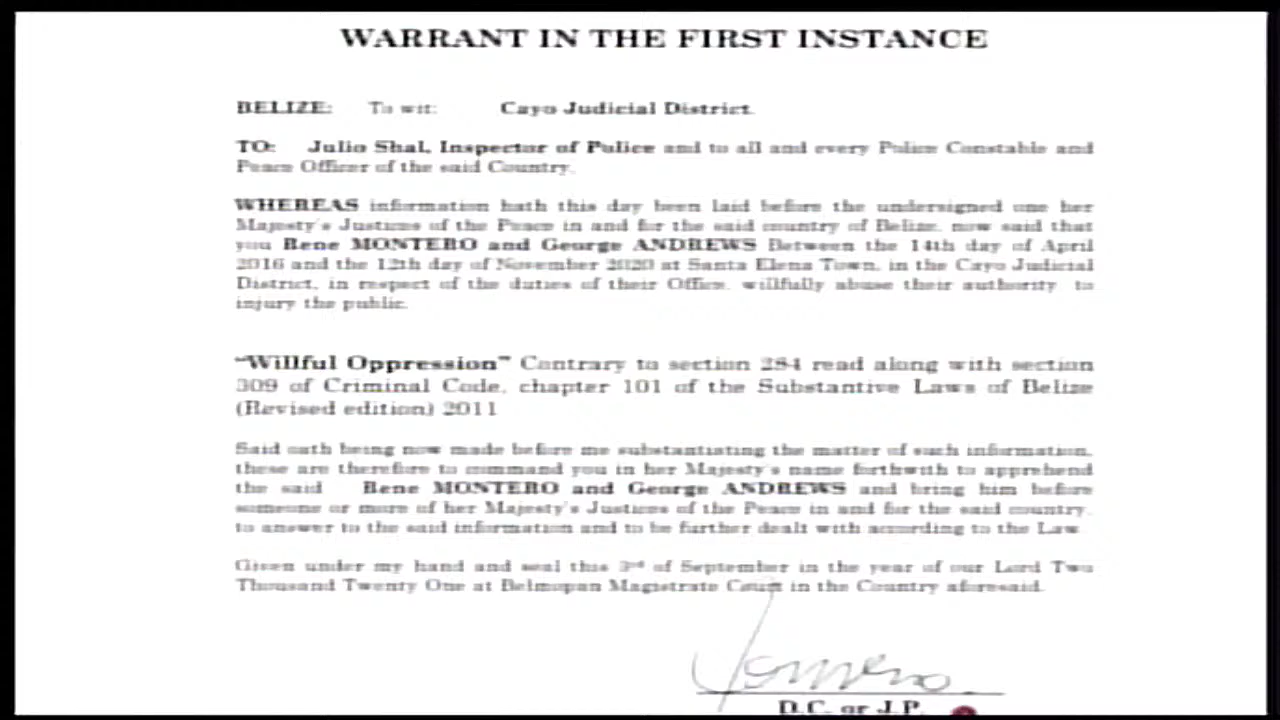 WARRANT IN THE FIRST INSTANCE
BELIZE: To wit: Cayo Judicial District.
TO: Julio Shal, Inspector of Police and to all and every Police Constable and
Peace Officer of the said Country.
WHEREAS information hath this day been laid before the undersigned one her
Majesty's Justices of the Peace in and for the said country of Belize, now said that
you Rene MONTERO and George ANDREWS Between the 14th day of April
2016 and the 12th day of November 2020 at Santa Elena Town, in the Cayo Judicial
District, in respect of the duties of their Office, willfully abuse their authority to
injury the public.
"Willful Oppression" Contrary to section 284 read along with section
309 of Criminal Code, chapter 101 of the Substantive Laws of Belize
(Revised edition) 2011
Said oath being now made before me substantiating the matter of such information,
these are therefore to command you in her Majesty's name forthwith to apprehend
the said Rene MONTERO and George ANDREWS and bring him before
someone or more of her Majesty's Justices of the Peace in and for the said country,
to answer to the said information and to be further dealt with according to the Law
Given under my hand and seal this 3rd of September in the year of our Lord Two
Thousand Twenty One at Belmopan Magistrate Court in the Country aforesaid.
D.C. or J.P.